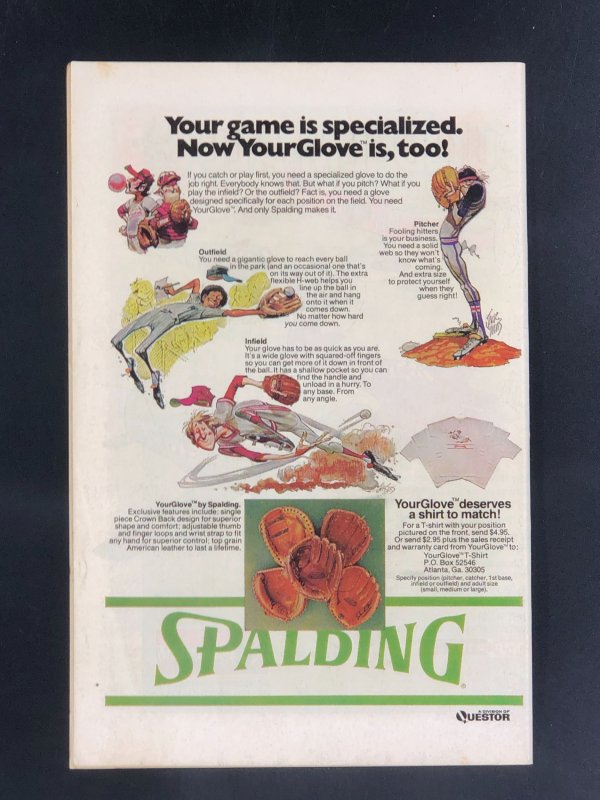 Your game is specialized.
Now YourGlove™ is, too!
If you catch or play first, you need a specialized glove to do the
job right. Everybody knows that. But what if you pitch? What if you
play the infield? Or the outfield? Fact is, you need a glove
designed specifically for each position on the field. You need
YourGlove™. And only Spalding makes it.
Pitcher
Fooling hitters
is your business.
You need a solid
web so they won't
know what's
coming.
And extra size
to protect yourself
when they
guess right!
Outfield
You need a gigantic glove to reach every ball
in the park (and an occasional one that's
on its way out of it). The extra
flexible H-web helps you
line up the ball in
the air and hang
onto it when it
comes down.
No matter how hard
you come down.
Infield
Your glove has to be as quick as you are.
It's a wide glove with squared-off fingers
so you can get more of it down in front of
the ball. It has a shallow pocket so you can
find the handle and
unload in a hurry. To
any base. From
any angle.
YourGlove™ by Spalding.
Exclusive features include: single
piece Crown Back design for superior
shape and comfort; adjustable thumb
and finger loops and wrist strap to fit
any hand for superior control; top grain
American leather to last a lifetime.
YourGlove™ deserves
a shirt to match!
For a T-shirt with your position
pictured on the front, send $4.95.
Or send $2.95 plus the sales receipt
and warranty card from YourGlove™ to:
YourGlove™ T-Shirt
P.O. Box 52546
Atlanta, Ga. 30305
Specify position (pitcher, catcher, 1st base,
infield or outfield) and adult size
(small, medium or large).
SPALDING®
A DIVISION OF
QUESTOR